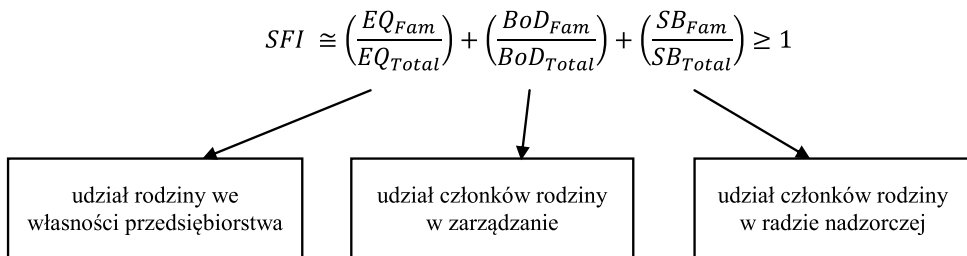 SFI ≅ (EQ_Fam / EQ_Total) + (BoD_Fam / BoD_Total) + (SB_Fam / SB_Total) ≥ 1
udział rodziny we
własności przedsiębiorstwa
udział członków rodziny
w zarządzanie
udział członków rodziny
w radzie nadzorczej